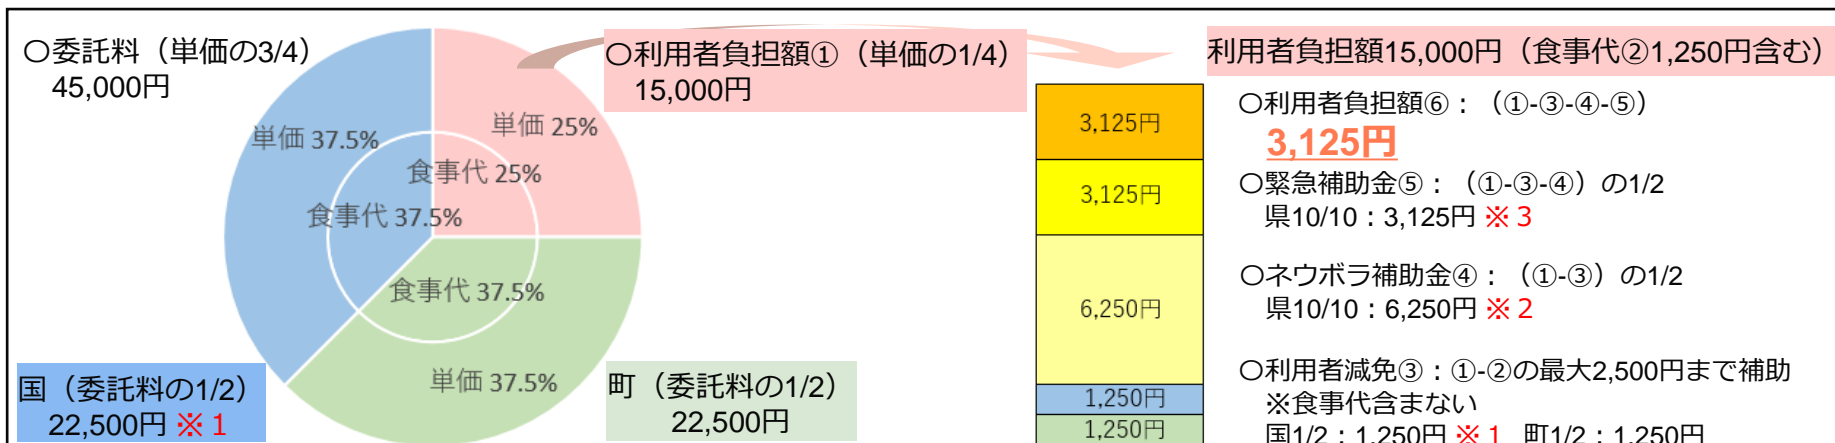 〇委託料（単価の3/4）
45,000円
〇利用者負担額①（単価の1/4）
15,000円
利用者負担額15,000円（食事代②1,250円含む）
単価 37.5%
単価 25%
食事代 25%
食事代 37.5%
食事代 37.5%
単価 37.5%
国（委託料の1/2）
22,500円 ※１
町（委託料の1/2）
22,500円
3,125円
3,125円
6,250円
1,250円
1,250円
〇利用者負担額⑥：（①-③-④-⑤）
3,125円
〇緊急補助金⑤：（①-③-④）の1/2
県10/10：3,125円 ※３
〇ネウボラ補助金④：（①-③）の1/2
県10/10：6,250円 ※２
〇利用者減免③：①-②の最大2,500円まで補助
※食事代含まない
国1/2：1,250円 ※１ 町1/2：1,250円